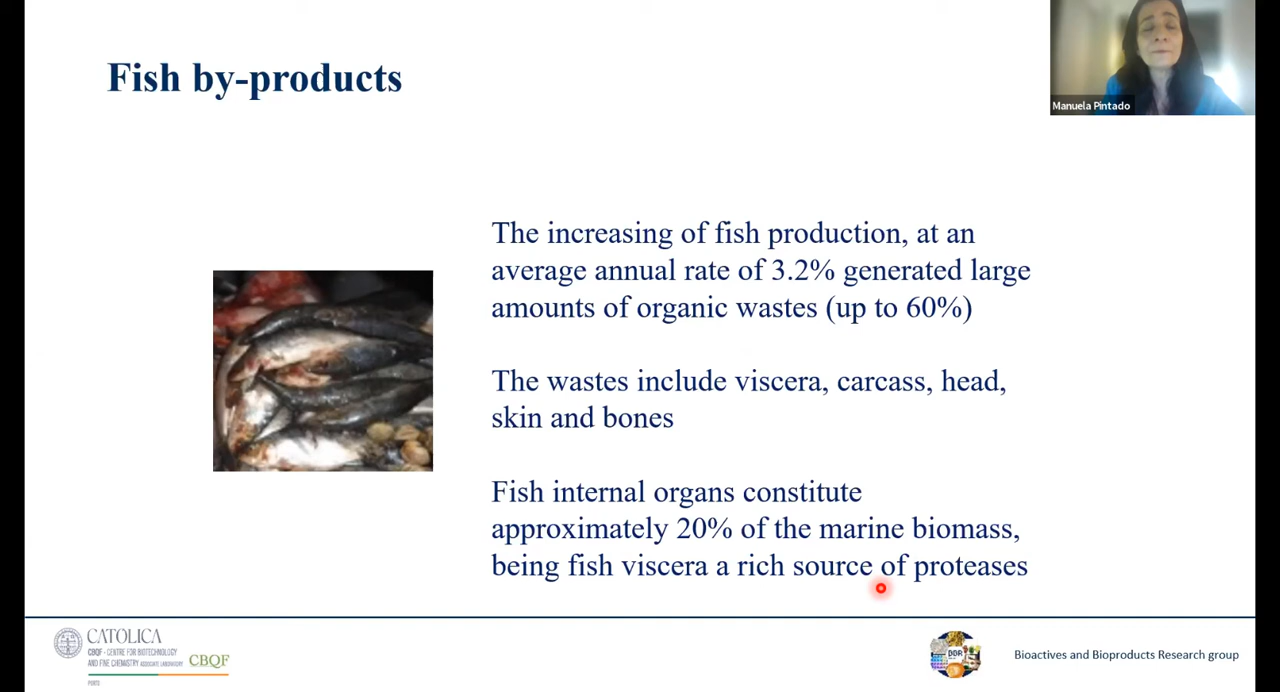 Fish by-products
Manuela Pintado
The increasing of fish production, at an
average annual rate of 3.2% generated large
amounts of organic wastes (up to 60%)
The wastes include viscera, carcass, head,
skin and bones
Fish internal organs constitute
approximately 20% of the marine biomass,
being fish viscera a rich source of proteases
CATOLICA
CBQF - CENTRE FOR BIOTECHNOLOGY
AND FINE CHEMISTRY ASSOCIATE LABORATORY
CBQF
PORTO
Bioactives and Bioproducts Research group